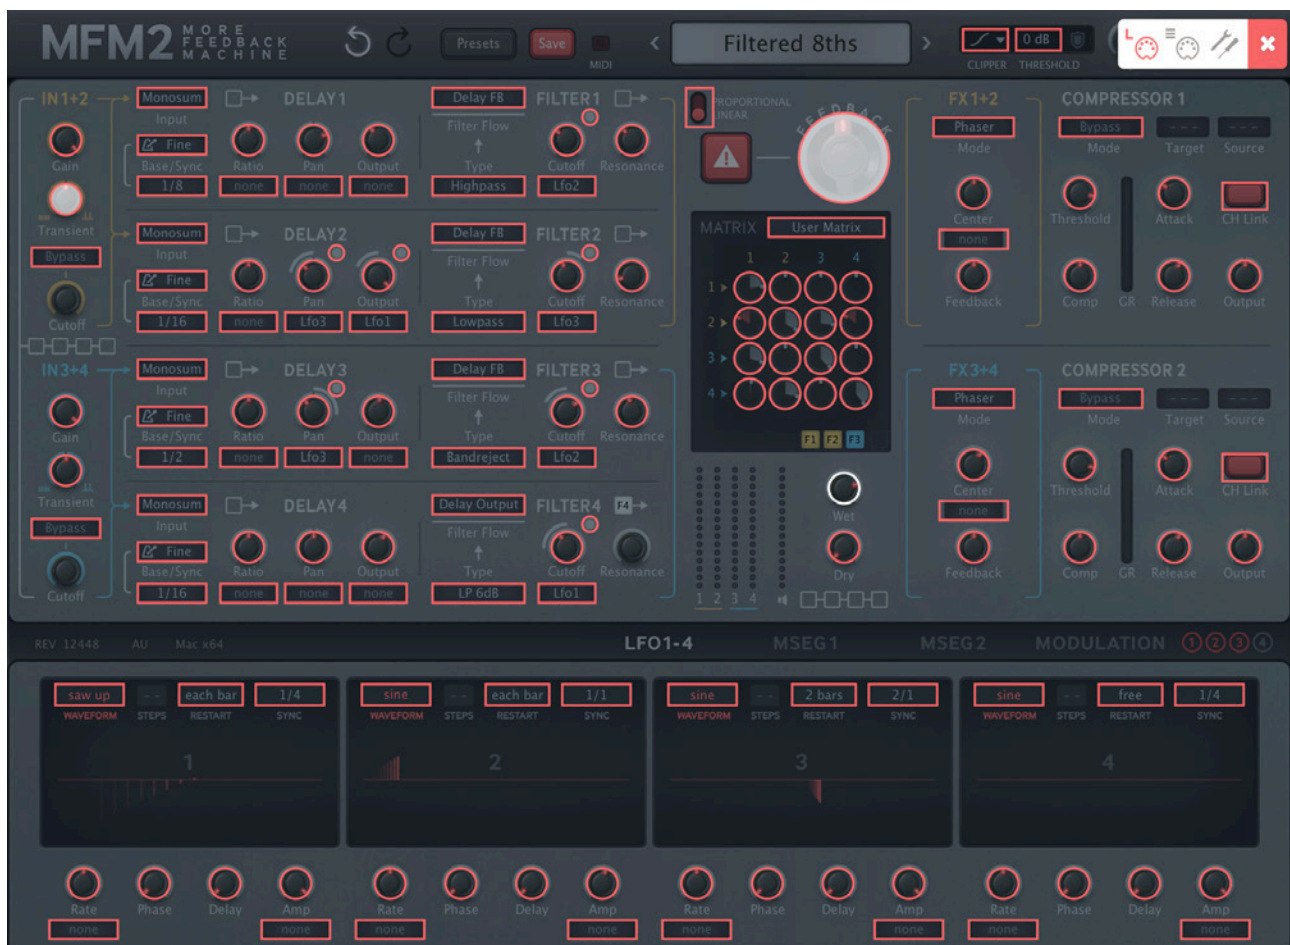 MFM2 MORE FEEDBACK MACHINE
Presets Save MIDI Filtered 8ths 0 dB L
CLIPPER THRESHOLD
IN1+2 Monosum DELAY1 Delay FB FILTER1
Input Filter Flow
Gain Fine
Base/Sync Ratio Pan Output Type Cutoff Resonance
1/8 none none none Highpass Lfo2
Transient
Bypass
Cutoff
Monosum DELAY2 Delay FB FILTER2
Input Filter Flow
Fine
Base/Sync Ratio Pan Output Type Cutoff Resonance
1/16 none Lfo3 Lfo1 Lowpass Lfo3
IN3+4 Monosum DELAY3 Delay FB FILTER3
Input Filter Flow
Gain Fine
Base/Sync Ratio Pan Output Type Cutoff Resonance
1/2 none Lfo3 none Bandreject Lfo2
Transient
Bypass
Cutoff
Monosum DELAY4 Delay Output FILTER4 F4
Input Filter Flow
Fine
Base/Sync Ratio Pan Output Type Cutoff Resonance
1/16 none none none LP 6dB Lfo1
PROPORTIONAL
LINEAR
FEEDBACK
MATRIX User Matrix
1 2 3 4
1
2
3
4
F1 F2 F3
Wet
Dry
1 2 3 4
FX1+2 COMPRESSOR 1
Phaser Bypass --- ---
Mode Mode Target Source
Center Threshold Attack CH Link
none
Feedback Comp GR Release Output
FX3+4 COMPRESSOR 2
Phaser Bypass --- ---
Mode Mode Target Source
Center Threshold Attack CH Link
none
Feedback Comp GR Release Output
REV 12448 AU Mac x64 LFO1-4 MSEG1 MSEG2 MODULATION 1 2 3 4
saw up -- each bar 1/4 sine -- each bar 1/1 sine -- 2 bars 2/1 sine -- free 1/4
WAVEFORM STEPS RESTART SYNC WAVEFORM STEPS RESTART SYNC WAVEFORM STEPS RESTART SYNC WAVEFORM STEPS RESTART SYNC
1 2 3 4
Rate Phase Delay Amp Rate Phase Delay Amp Rate Phase Delay Amp Rate Phase Delay Amp
none none none none none none none none